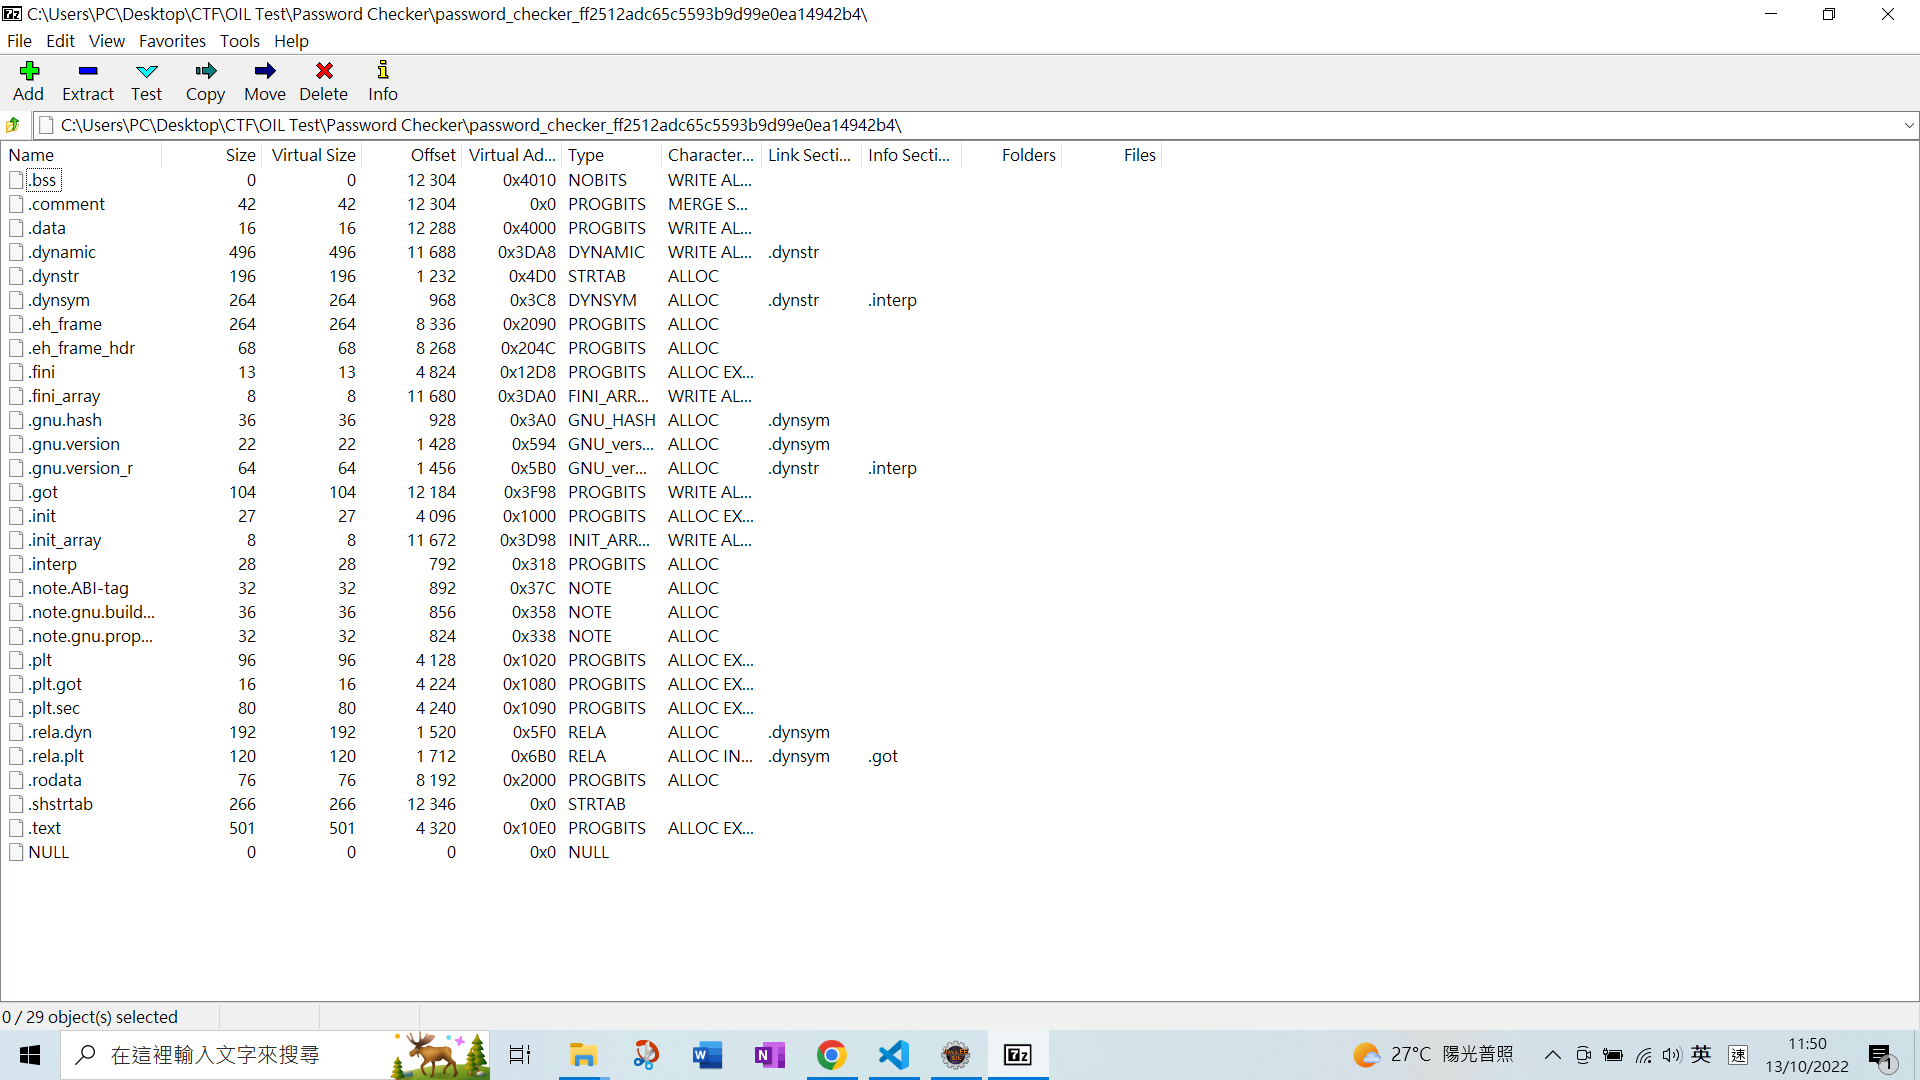 C:\Users\PC\Desktop\CTF\OIL Test\Password Checker\password_checker_ff2512adc65c5593b9d99e0ea14942b4\
File Edit View Favorites Tools Help
Add Extract Test Copy Move Delete Info
C:\Users\PC\Desktop\CTF\OIL Test\Password Checker\password_checker_ff2512adc65c5593b9d99e0ea14942b4\
Name Size Virtual Size Offset Virtual Ad... Type Character... Link Secti... Info Secti... Folders Files
.bss 0 0 12 304 0x4010 NOBITS WRITE AL...
.comment 42 42 12 304 0x0 PROGBITS MERGE S...
.data 16 16 12 288 0x4000 PROGBITS WRITE AL...
.dynamic 496 496 11 688 0x3DA8 DYNAMIC WRITE AL... .dynstr
.dynstr 196 196 1 232 0x4D0 STRTAB ALLOC
.dynsym 264 264 968 0x3C8 DYNSYM ALLOC .dynstr .interp
.eh_frame 264 264 8 336 0x2090 PROGBITS ALLOC
.eh_frame_hdr 68 68 8 268 0x204C PROGBITS ALLOC
.fini 13 13 4 824 0x12D8 PROGBITS ALLOC EX...
.fini_array 8 8 11 680 0x3DA0 FINI_ARR... WRITE AL...
.gnu.hash 36 36 928 0x3A0 GNU_HASH ALLOC .dynsym
.gnu.version 22 22 1 428 0x594 GNU_vers... ALLOC .dynsym
.gnu.version_r 64 64 1 456 0x5B0 GNU_ver... ALLOC .dynstr .interp
.got 104 104 12 184 0x3F98 PROGBITS WRITE AL...
.init 27 27 4 096 0x1000 PROGBITS ALLOC EX...
.init_array 8 8 11 672 0x3D98 INIT_ARR... WRITE AL...
.interp 28 28 792 0x318 PROGBITS ALLOC
.note.ABI-tag 32 32 892 0x37C NOTE ALLOC
.note.gnu.build... 36 36 856 0x358 NOTE ALLOC
.note.gnu.prop... 32 32 824 0x338 NOTE ALLOC
.plt 96 96 4 128 0x1020 PROGBITS ALLOC EX...
.plt.got 16 16 4 224 0x1080 PROGBITS ALLOC EX...
.plt.sec 80 80 4 240 0x1090 PROGBITS ALLOC EX...
.rela.dyn 192 192 1 520 0x5F0 RELA ALLOC .dynsym
.rela.plt 120 120 1 712 0x6B0 RELA ALLOC IN... .dynsym .got
.rodata 76 76 8 192 0x2000 PROGBITS ALLOC
.shstrtab 266 266 12 346 0x0 STRTAB
.text 501 501 4 320 0x10E0 PROGBITS ALLOC EX...
NULL 0 0 0 0x0 NULL
0 / 29 object(s) selected
在這裡輸入文字來搜尋
27°C 陽光普照
英
速
11:50
13/10/2022
1